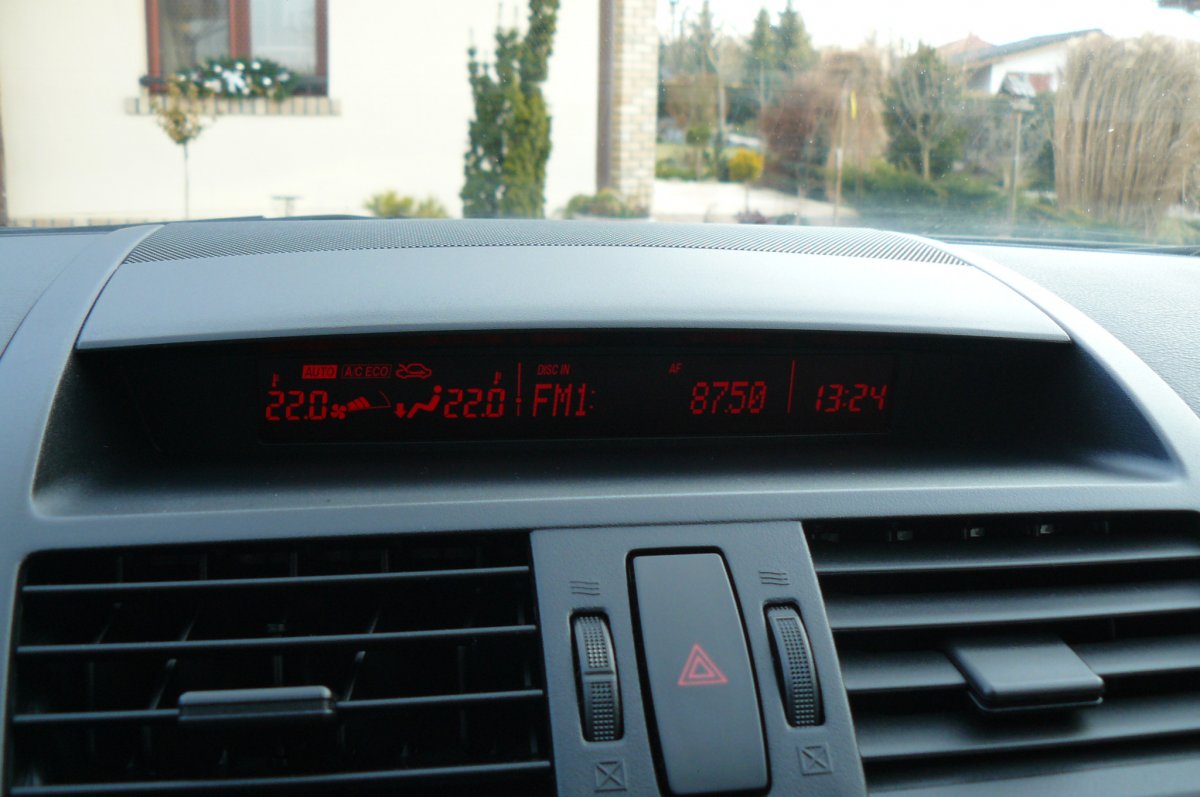 AUTO A/C ECO DISC IN AF
22.0 22.0 FM1: 87.50 13:24